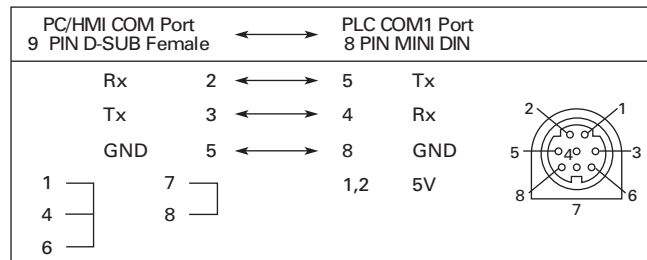 PC/HMI COM Port PLC COM1 Port
9 PIN D-SUB Female 8 PIN MINI DIN
Rx 2 5 Tx
Tx 3 4 Rx
GND 5 8 GND
1 7 1,2 5V
4 8
6
2 1
5 4 3
8 6
7